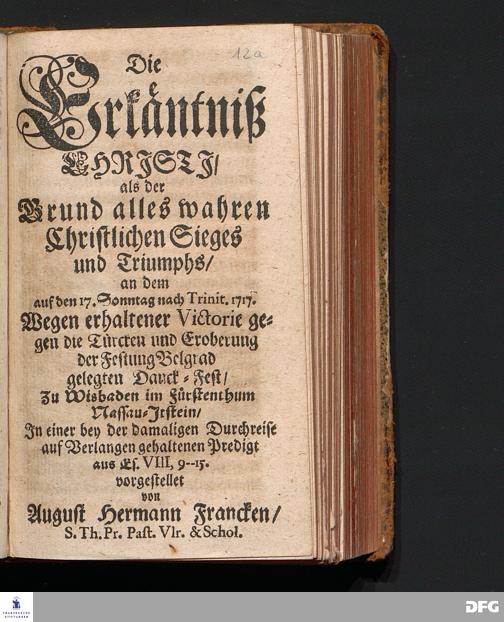 12a
Die
Erkäntniß
CHRISTI/
als der
Grund alles wahren
Christlichen Sieges
und Triumphs/
an dem
auf den 17. Sonntag nach Trinit. 1717.
Wegen erhaltener Victorie ge-
gen die Türcken und Eroberung
der Festung Belgrad
gelegten Danck-Fest/
Zu Wisbaden im Fürstenthum
Nassau-Itstein/
In einer bey der damaligen Durchreise
auf Verlangen gehaltenen Predigt
aus Es. VIII, 9--15.
vorgestellet
von
August Hermann Francken/
S. Th. Pr. Past. Vlr. & Schol.
FRANCKESCHE
STIFTUNGEN
DFG